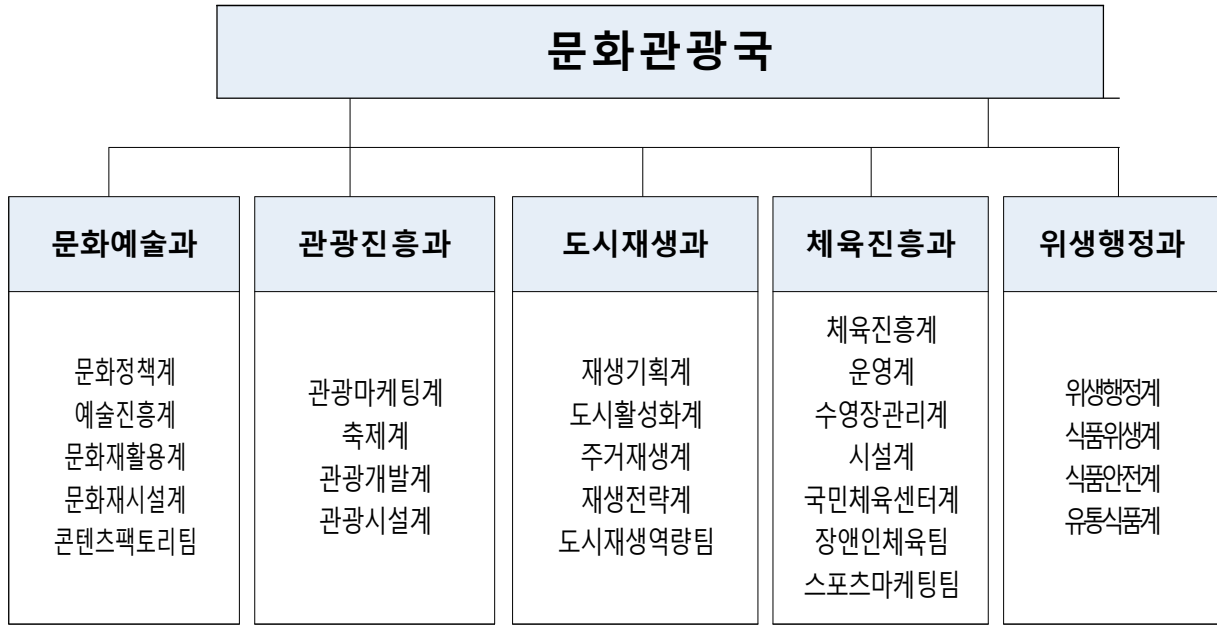 문화관광국
문화예술과
문화정책계
예술진흥계
문화재활용계
문화재시설계
콘텐츠팩토리팀
관광진흥과
관광마케팅계
축제계
관광개발계
관광시설계
도시재생과
재생기획계
도시활성화계
주거재생계
재생전략계
도시재생역량팀
체육진흥과
체육진흥계
운영계
수영장관리계
시설계
국민체육센터계
장앤인체육팀
스포츠마케팅팀
위생행정과
위생행정계
식품위생계
식품안전계
유통식품계